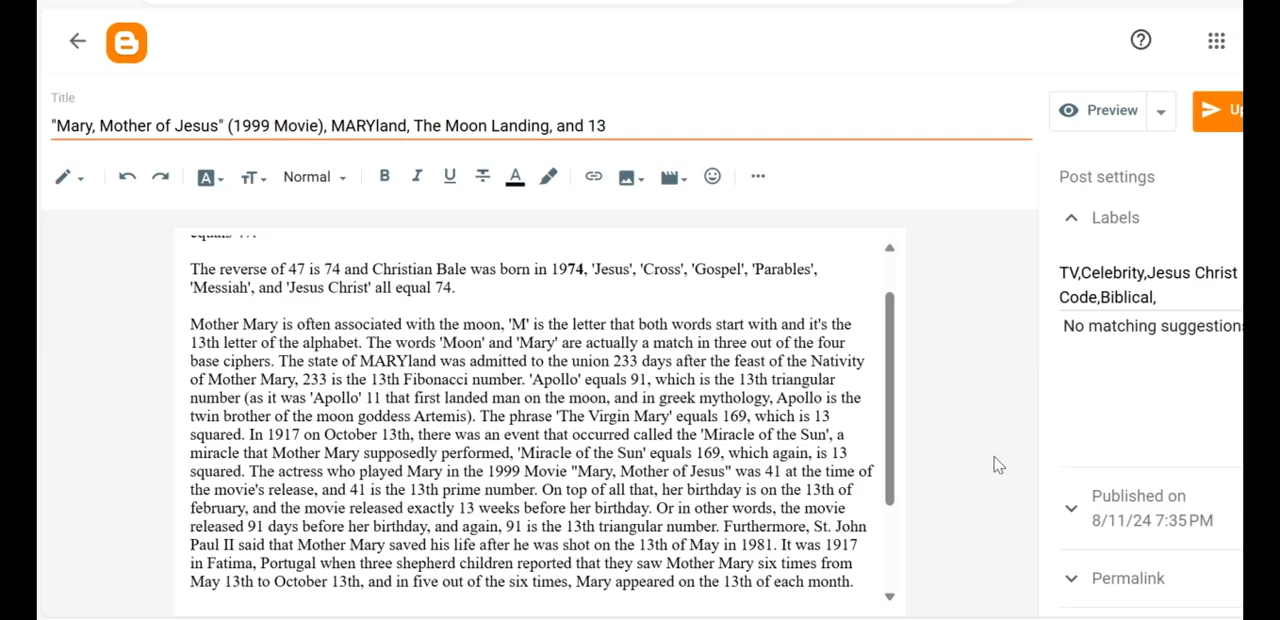 Title
"Mary, Mother of Jesus" (1999 Movie), MARYland, The Moon Landing, and 13
Preview
Normal
B I U A
Post settings
Labels
TV,Celebrity,Jesus Christ
Code,Biblical,
No matching suggestions
Published on
8/11/24 7:35 PM
Permalink
The reverse of 47 is 74 and Christian Bale was born in 1974, 'Jesus', 'Cross', 'Gospel', 'Parables',
'Messiah', and 'Jesus Christ' all equal 74.
Mother Mary is often associated with the moon, 'M' is the letter that both words start with and it's the
13th letter of the alphabet. The words 'Moon' and 'Mary' are actually a match in three out of the four
base ciphers. The state of MARYland was admitted to the union 233 days after the feast of the Nativity
of Mother Mary, 233 is the 13th Fibonacci number. 'Apollo' equals 91, which is the 13th triangular
number (as it was 'Apollo' 11 that first landed man on the moon, and in greek mythology, Apollo is the
twin brother of the moon goddess Artemis). The phrase 'The Virgin Mary' equals 169, which is 13
squared. In 1917 on October 13th, there was an event that occurred called the 'Miracle of the Sun', a
miracle that Mother Mary supposedly performed, 'Miracle of the Sun' equals 169, which again, is 13
squared. The actress who played Mary in the 1999 Movie "Mary, Mother of Jesus" was 41 at the time of
the movie's release, and 41 is the 13th prime number. On top of all that, her birthday is on the 13th of
february, and the movie released exactly 13 weeks before her birthday. Or in other words, the movie
released 91 days before her birthday, and again, 91 is the 13th triangular number. Furthermore, St. John
Paul II said that Mother Mary saved his life after he was shot on the 13th of May in 1981. It was 1917
in Fatima, Portugal when three shepherd children reported that they saw Mother Mary six times from
May 13th to October 13th, and in five out of the six times, Mary appeared on the 13th of each month.